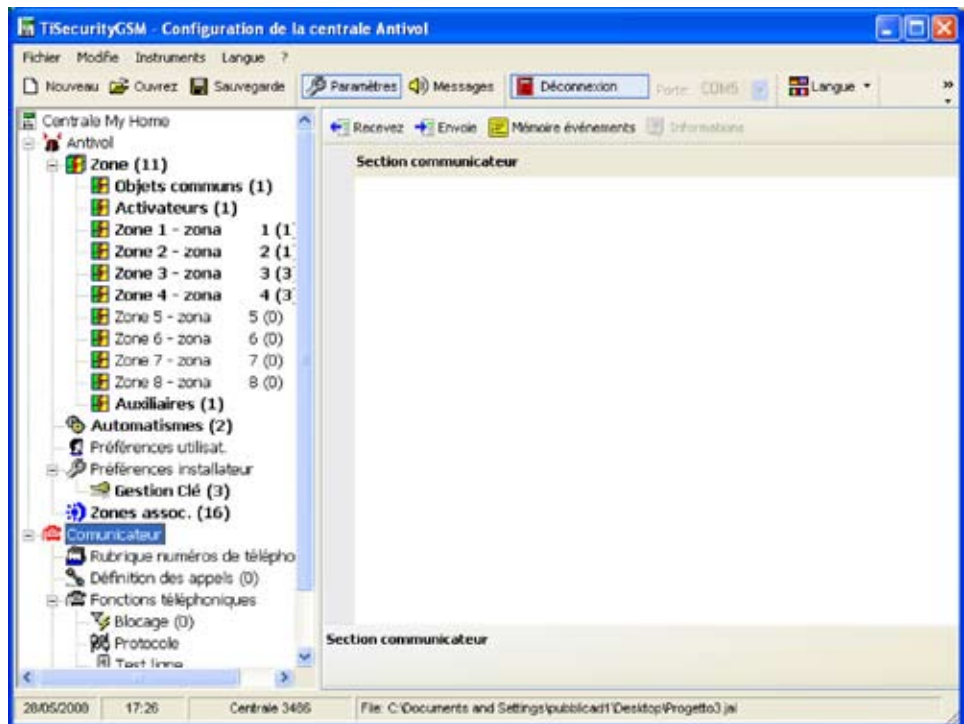 TiSecurityGSM - Configuration de la centrale Antivol
Fichier Modifie Instruments Langue ?
Nouveau Ouvrez Sauvegarde Paramètres Messages Déconnexion Porte: COM5 Langue
Recevez Envoie Mémoire événements Informations
Centrale My Home
Antivol
Zone (11)
Objets communs (1)
Activateurs (1)
Zone 1 - zona 1 (1
Zone 2 - zona 2 (1
Zone 3 - zona 3 (3
Zone 4 - zona 4 (3
Zone 5 - zona 5 (0)
Zone 6 - zona 6 (0)
Zone 7 - zona 7 (0)
Zone 8 - zona 8 (0)
Auxiliaires (1)
Automatismes (2)
Préférences utilisat.
Préférences installateur
Gestion Clé (3)
Zones assoc. (16)
Comunicateur
Rubrique numéros de télépho
Définition des appels (0)
Fonctions téléphoniques
Blocage (0)
Protocole
Test ligne
Section communicateur
Section communicateur
28/05/2008 17:26 Centrale 3486 File: C:\Documents and Settings\pubblicad1\Desktop\Progetto3.jai